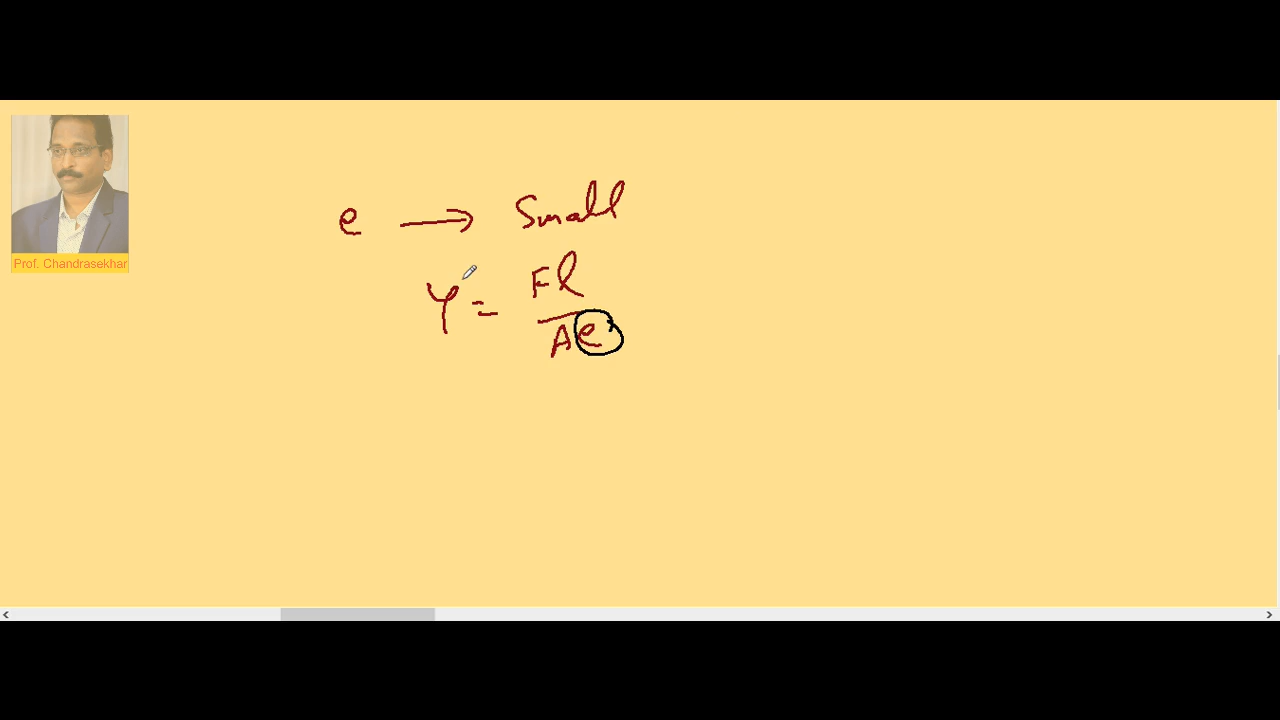 Prof. Chandrasekhar
e → Small
Y = Fl
Ae